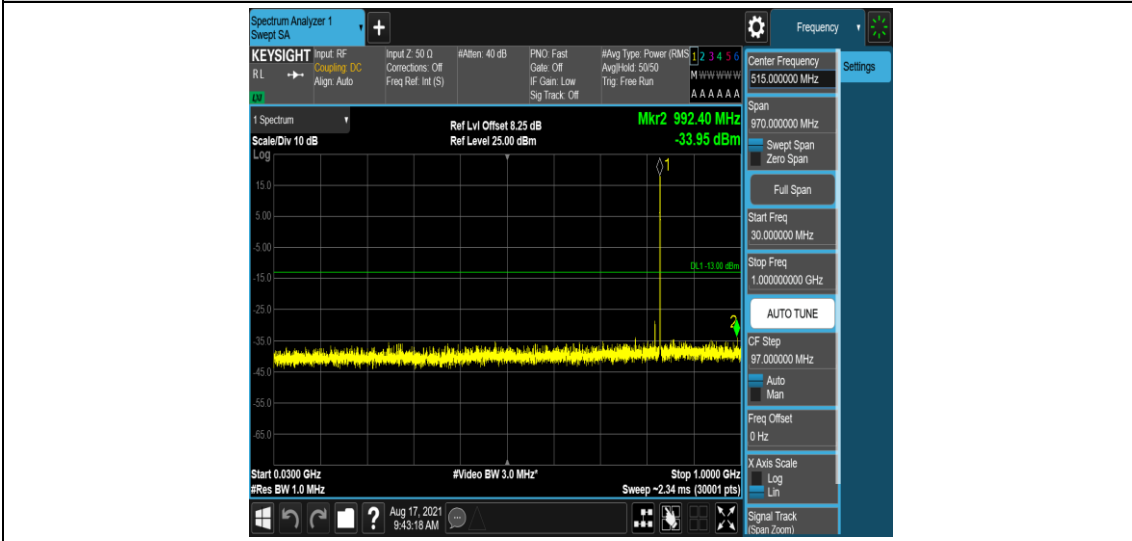 Spectrum Analyzer 1
Swept SA
Frequency
KEYSIGHT
RL
Input: RF
Coupling: DC
Align: Auto
Input Z: 50 Ω
Corrections: Off
Freq Ref: Int (S)
#Atten: 40 dB
PNO: Fast
Gate: Off
IF Gain: Low
Sig Track: Off
#Avg Type: Power (RMS
Avg|Hold: 50/50
Trig: Free Run
1 2 3 4 5 6
M W W W W W
A A A A A A
1 Spectrum
Scale/Div 10 dB
Log
Ref Lvl Offset 8.25 dB
Ref Level 25.00 dBm
Mkr2 992.40 MHz
-33.95 dBm
1
15.0
5.00
-5.00
DL1 -13.00 dBm
-15.0
-25.0
2
-35.0
-45.0
-55.0
-65.0
Start 0.0300 GHz
#Res BW 1.0 MHz
#Video BW 3.0 MHz*
Stop 1.0000 GHz
Sweep ~2.34 ms (30001 pts)
?
Aug 17, 2021
9:43:18 AM
Center Frequency
515.000000 MHz
Settings
Span
970.000000 MHz
Swept Span
Zero Span
Full Span
Start Freq
30.000000 MHz
Stop Freq
1.000000000 GHz
AUTO TUNE
CF Step
97.000000 MHz
Auto
Man
Freq Offset
0 Hz
X Axis Scale
Log
Lin
Signal Track
(Span Zoom)